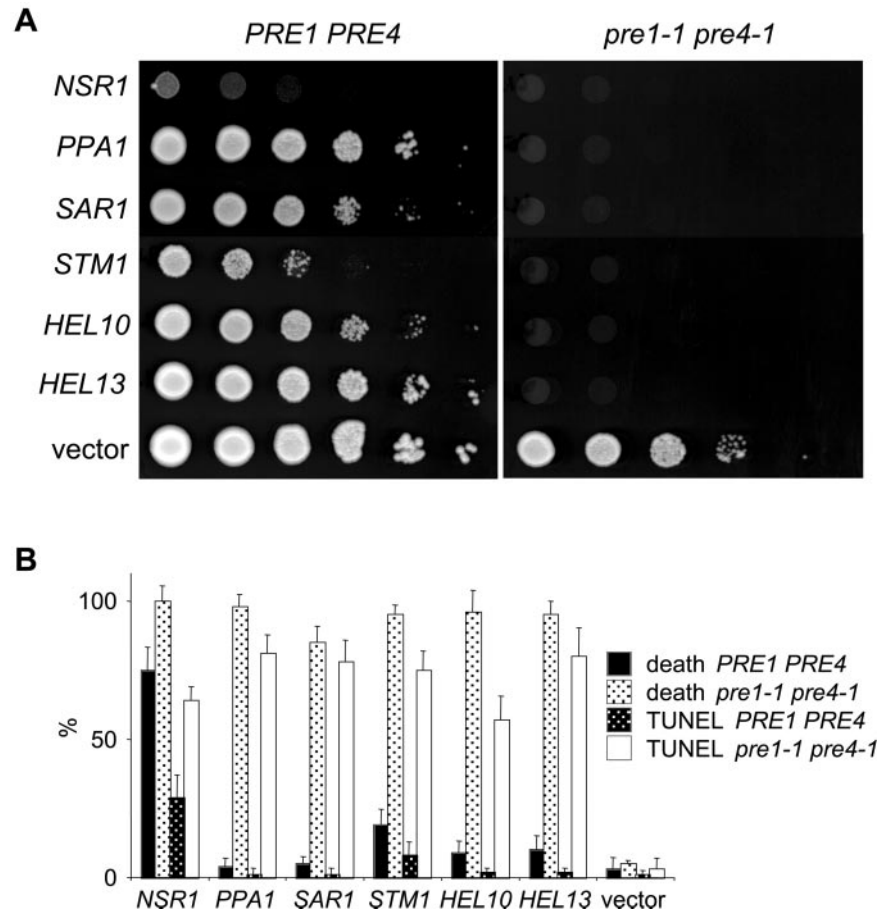 A
PRE1 PRE4 pre1-1 pre4-1
NSR1
PPA1
SAR1
STM1
HEL10
HEL13
vector
B
100
50
0
%
death PRE1 PRE4
death pre1-1 pre4-1
TUNEL PRE1 PRE4
TUNEL pre1-1 pre4-1
NSR1 PPA1 SAR1 STM1 HEL10 HEL13 vector